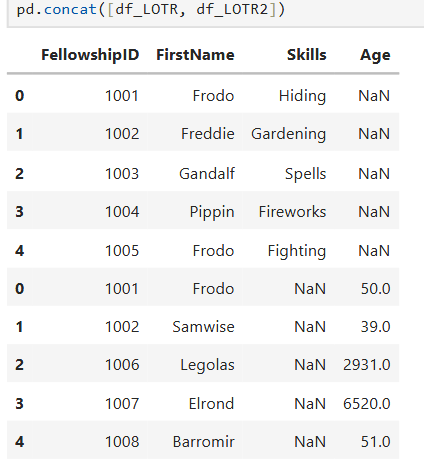 pd.concat([df_LOTR, df_LOTR2])
FellowshipID FirstName Skills Age
0 1001 Frodo Hiding NaN
1 1002 Freddie Gardening NaN
2 1003 Gandalf Spells NaN
3 1004 Pippin Fireworks NaN
4 1005 Frodo Fighting NaN
0 1001 Frodo NaN 50.0
1 1002 Samwise NaN 39.0
2 1006 Legolas NaN 2931.0
3 1007 Elrond NaN 6520.0
4 1008 Barromir NaN 51.0